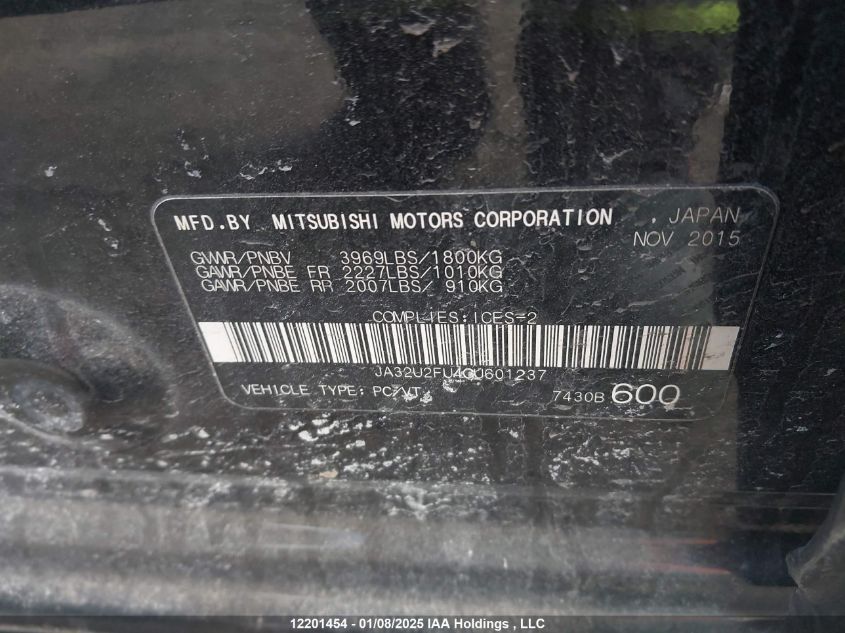 MFD.BY MITSUBISHI MOTORS CORPORATION , JAPAN
NOV 2015
GVWR/PNBV 3969LBS/1800KG
GAWR/PNBE FR 2227LBS/1010KG
GAWR/PNBE RR 2007LBS/ 910KG
COMPLIES:ICES-2
JA32U2FU4GU601237
VEHICLE TYPE: PC/VT
7430B 600
12201454 - 01/08/2025 IAA Holdings , LLC